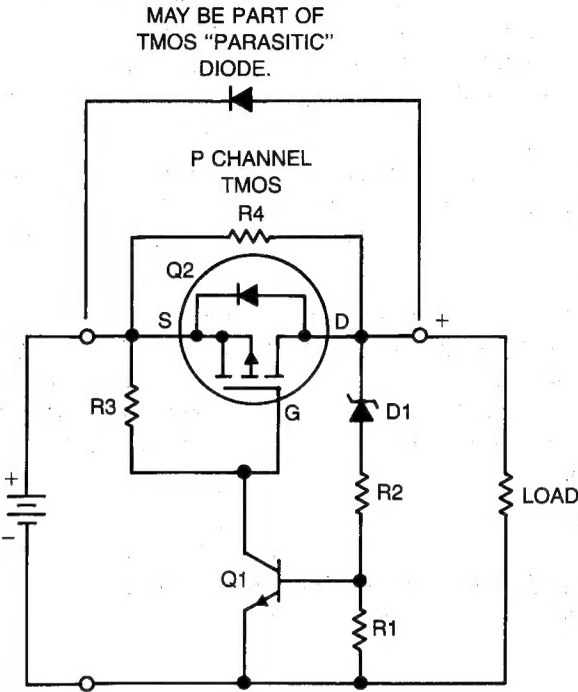 MAY BE PART OF
TMOS “PARASITIC”
DIODE.
P CHANNEL
TMOS
R4
Q2
S
D
+
R3
G
D1
+
R2
LOAD
−
Q1
R1